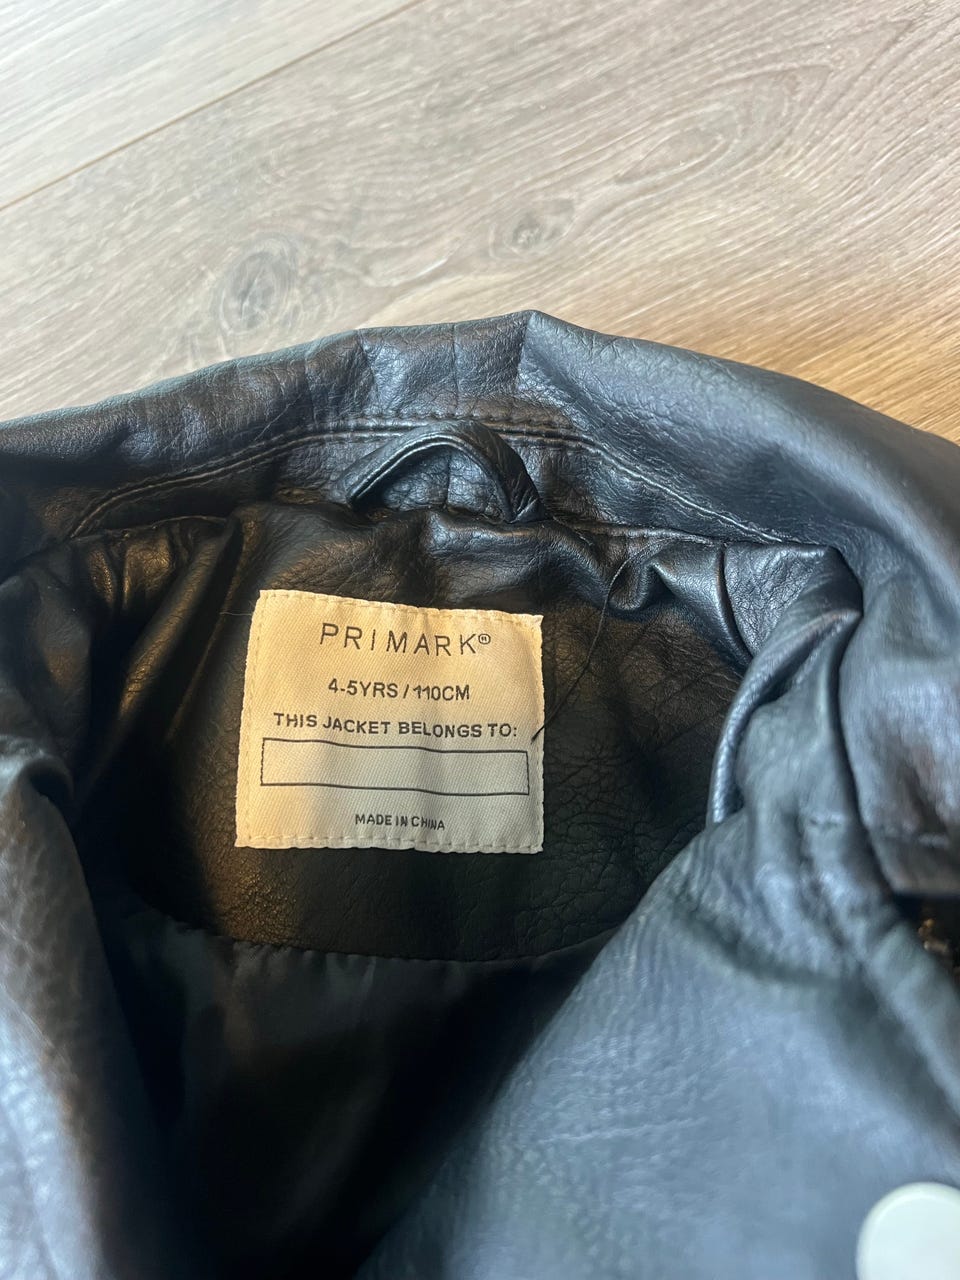 PRIMARK®
4-5YRS / 110CM
THIS JACKET BELONGS TO:
MADE IN CHINA